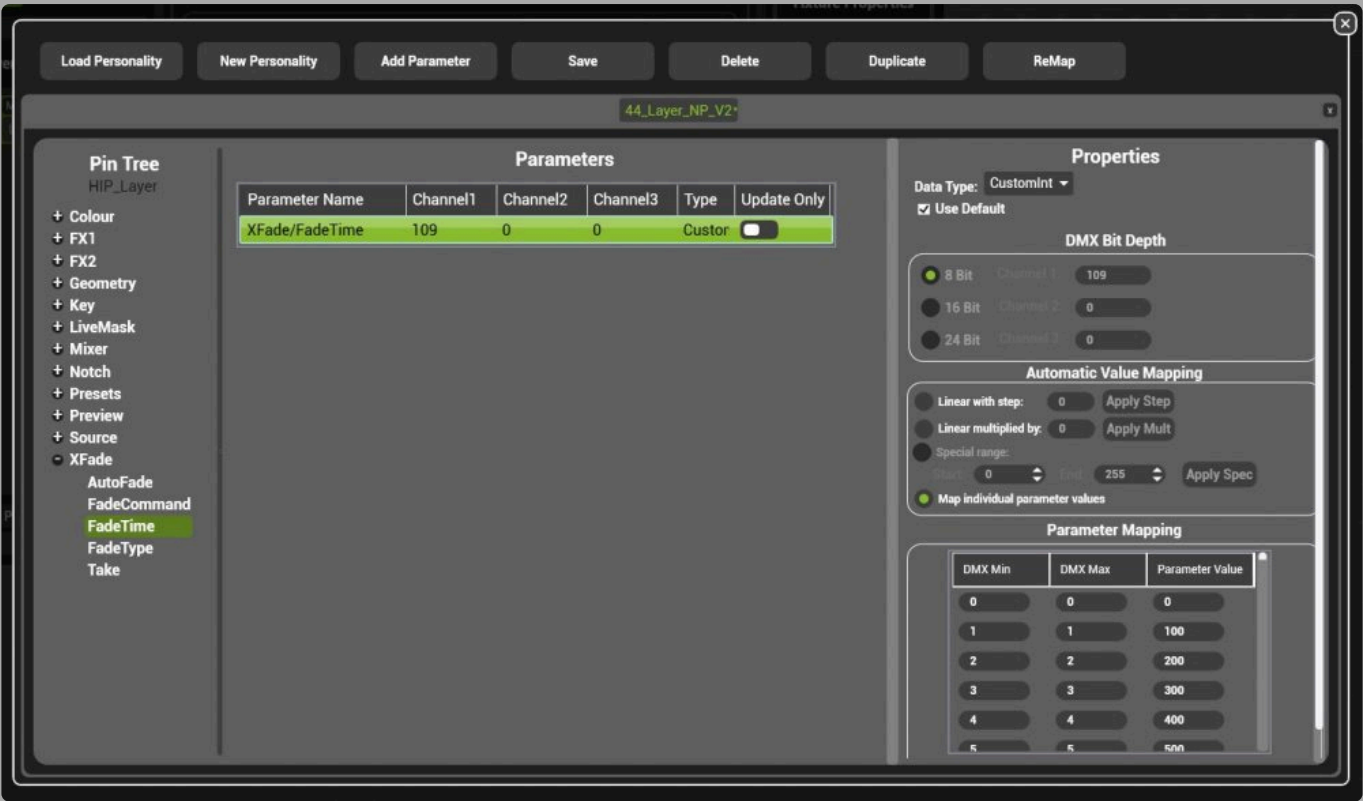 Fixture Properties
Load Personality New Personality Add Parameter Save Delete Duplicate ReMap
44_Layer_NP_V2*
Pin Tree
HIP_Layer
+ Colour
+ FX1
+ FX2
+ Geometry
+ Key
+ LiveMask
+ Mixer
+ Notch
+ Presets
+ Preview
+ Source
- XFade
AutoFade
FadeCommand
FadeTime
FadeType
Take
Parameters
Parameter Name Channel1 Channel2 Channel3 Type Update Only
XFade/FadeTime 109 0 0 Custor
Properties
Data Type: CustomInt
Use Default
DMX Bit Depth
8 Bit Channel 1: 109
16 Bit Channel 2: 0
24 Bit Channel 3: 0
Automatic Value Mapping
Linear with step: 0 Apply Step
Linear multiplied by: 0 Apply Mult
Special range:
Start: 0 End: 255 Apply Spec
Map individual parameter values
Parameter Mapping
DMX Min DMX Max Parameter Value
0 0 0
1 1 100
2 2 200
3 3 300
4 4 400
5 5 500